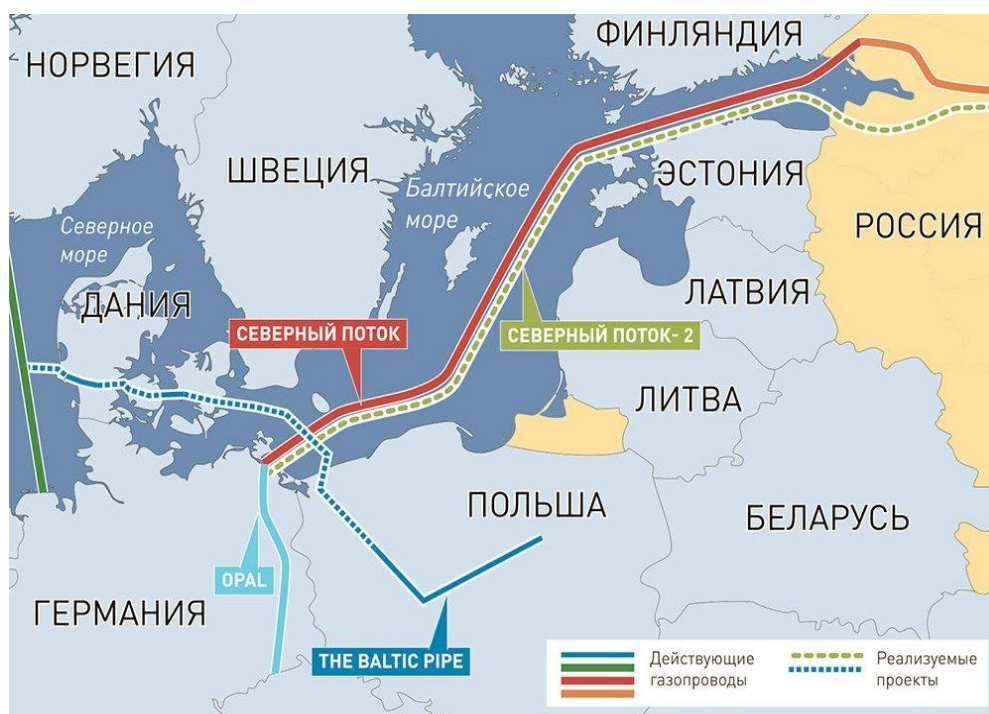 ФИНЛЯНДИЯ
НОРВЕГИЯ
ШВЕЦИЯ
Балтийское
море
ЭСТОНИЯ
Северное
море
РОССИЯ
ДАНИЯ
ЛАТВИЯ
СЕВЕРНЫЙ ПОТОК
СЕВЕРНЫЙ ПОТОК- 2
ЛИТВА
ПОЛЬША
БЕЛАРУСЬ
OPAL
ГЕРМАНИЯ
THE BALTIC PIPE
Действующие
газопроводы
Реализуемые
проекты